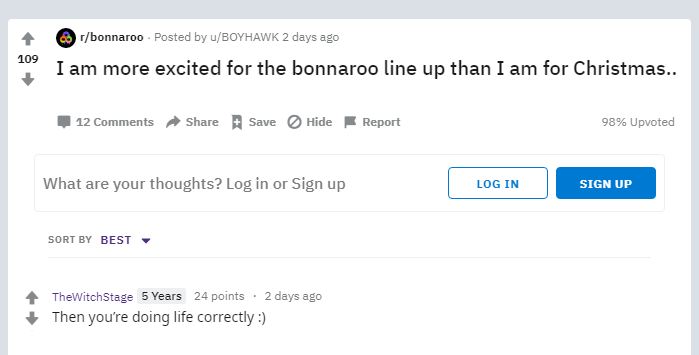 r/bonnaroo · Posted by u/BOYHAWK 2 days ago
109
I am more excited for the bonnaroo line up than I am for Christmas..
12 Comments Share Save Hide Report 98% Upvoted
What are your thoughts? Log in or Sign up LOG IN SIGN UP
SORT BY BEST
TheWitchStage 5 Years 24 points · 2 days ago
Then you're doing life correctly :)